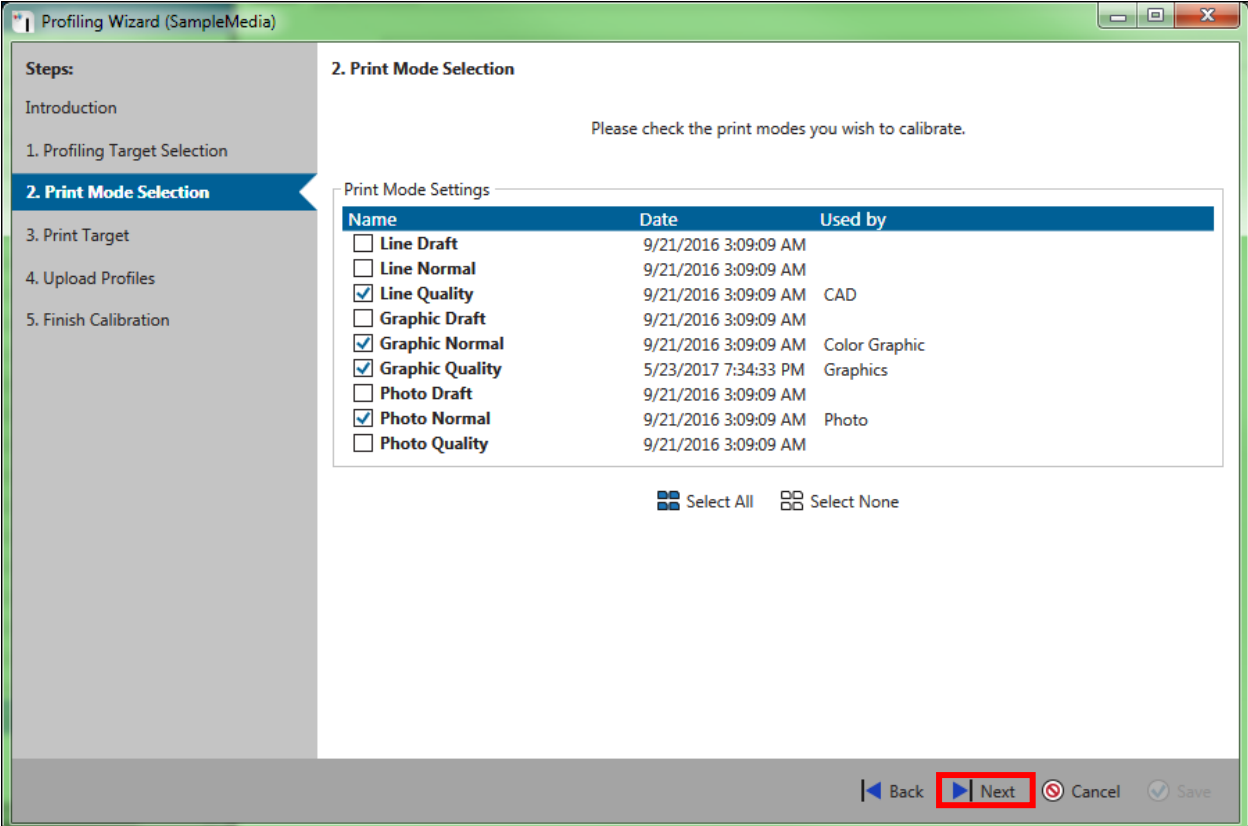 Profiling Wizard (SampleMedia)
Steps:
Introduction
1. Profiling Target Selection
2. Print Mode Selection
3. Print Target
4. Upload Profiles
5. Finish Calibration
2. Print Mode Selection
Please check the print modes you wish to calibrate.
Print Mode Settings
Name Date Used by
Line Draft 9/21/2016 3:09:09 AM
Line Normal 9/21/2016 3:09:09 AM
Line Quality 9/21/2016 3:09:09 AM CAD
Graphic Draft 9/21/2016 3:09:09 AM
Graphic Normal 9/21/2016 3:09:09 AM Color Graphic
Graphic Quality 5/23/2017 7:34:33 PM Graphics
Photo Draft 9/21/2016 3:09:09 AM
Photo Normal 9/21/2016 3:09:09 AM Photo
Photo Quality 9/21/2016 3:09:09 AM
Select All Select None
Back Next Cancel Save